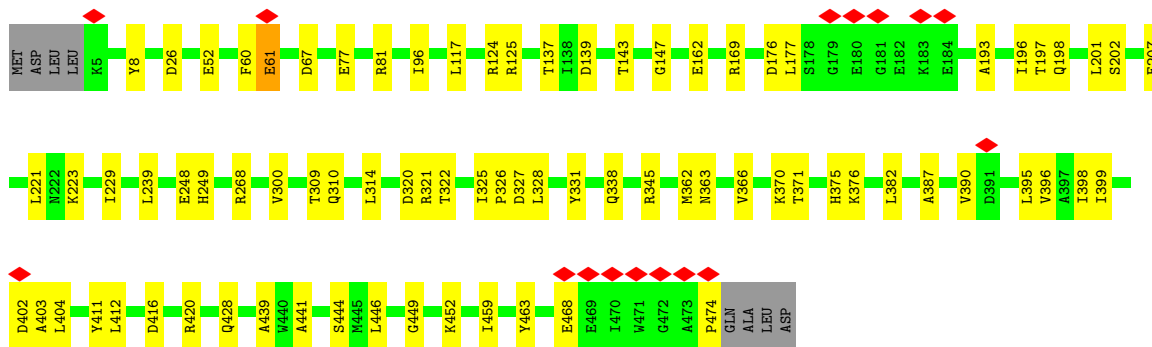 MET ASP LEU LEU K5 Y8 D26 E52 F60 E61 D67 E77 R81 I96 L117 R124 R125 T137 I138 D139 T143 G147 E162 R169 D176 L177 S178 G179 E180 G181 E182 K183 E184 A193 I196 T197 Q198 L201 S202
L221 N222 K223 I229 L239 E248 H249 R268 V300 T309 Q310 L314 D320 R321 T322 I325 P326 D327 L328 Y331 Q338 R345 M362 N363 V366 K370 T371 H375 K376 L382 A387 V390 D391 L395 V396 A397 I398 I399
D402 A403 L404 Y411 L412 D416 R420 Q428 A439 W440 A441 S444 M445 L446 G449 K452 I459 Y463 E468 E469 I470 W471 G472 A473 P474 GLN ALA LEU ASP